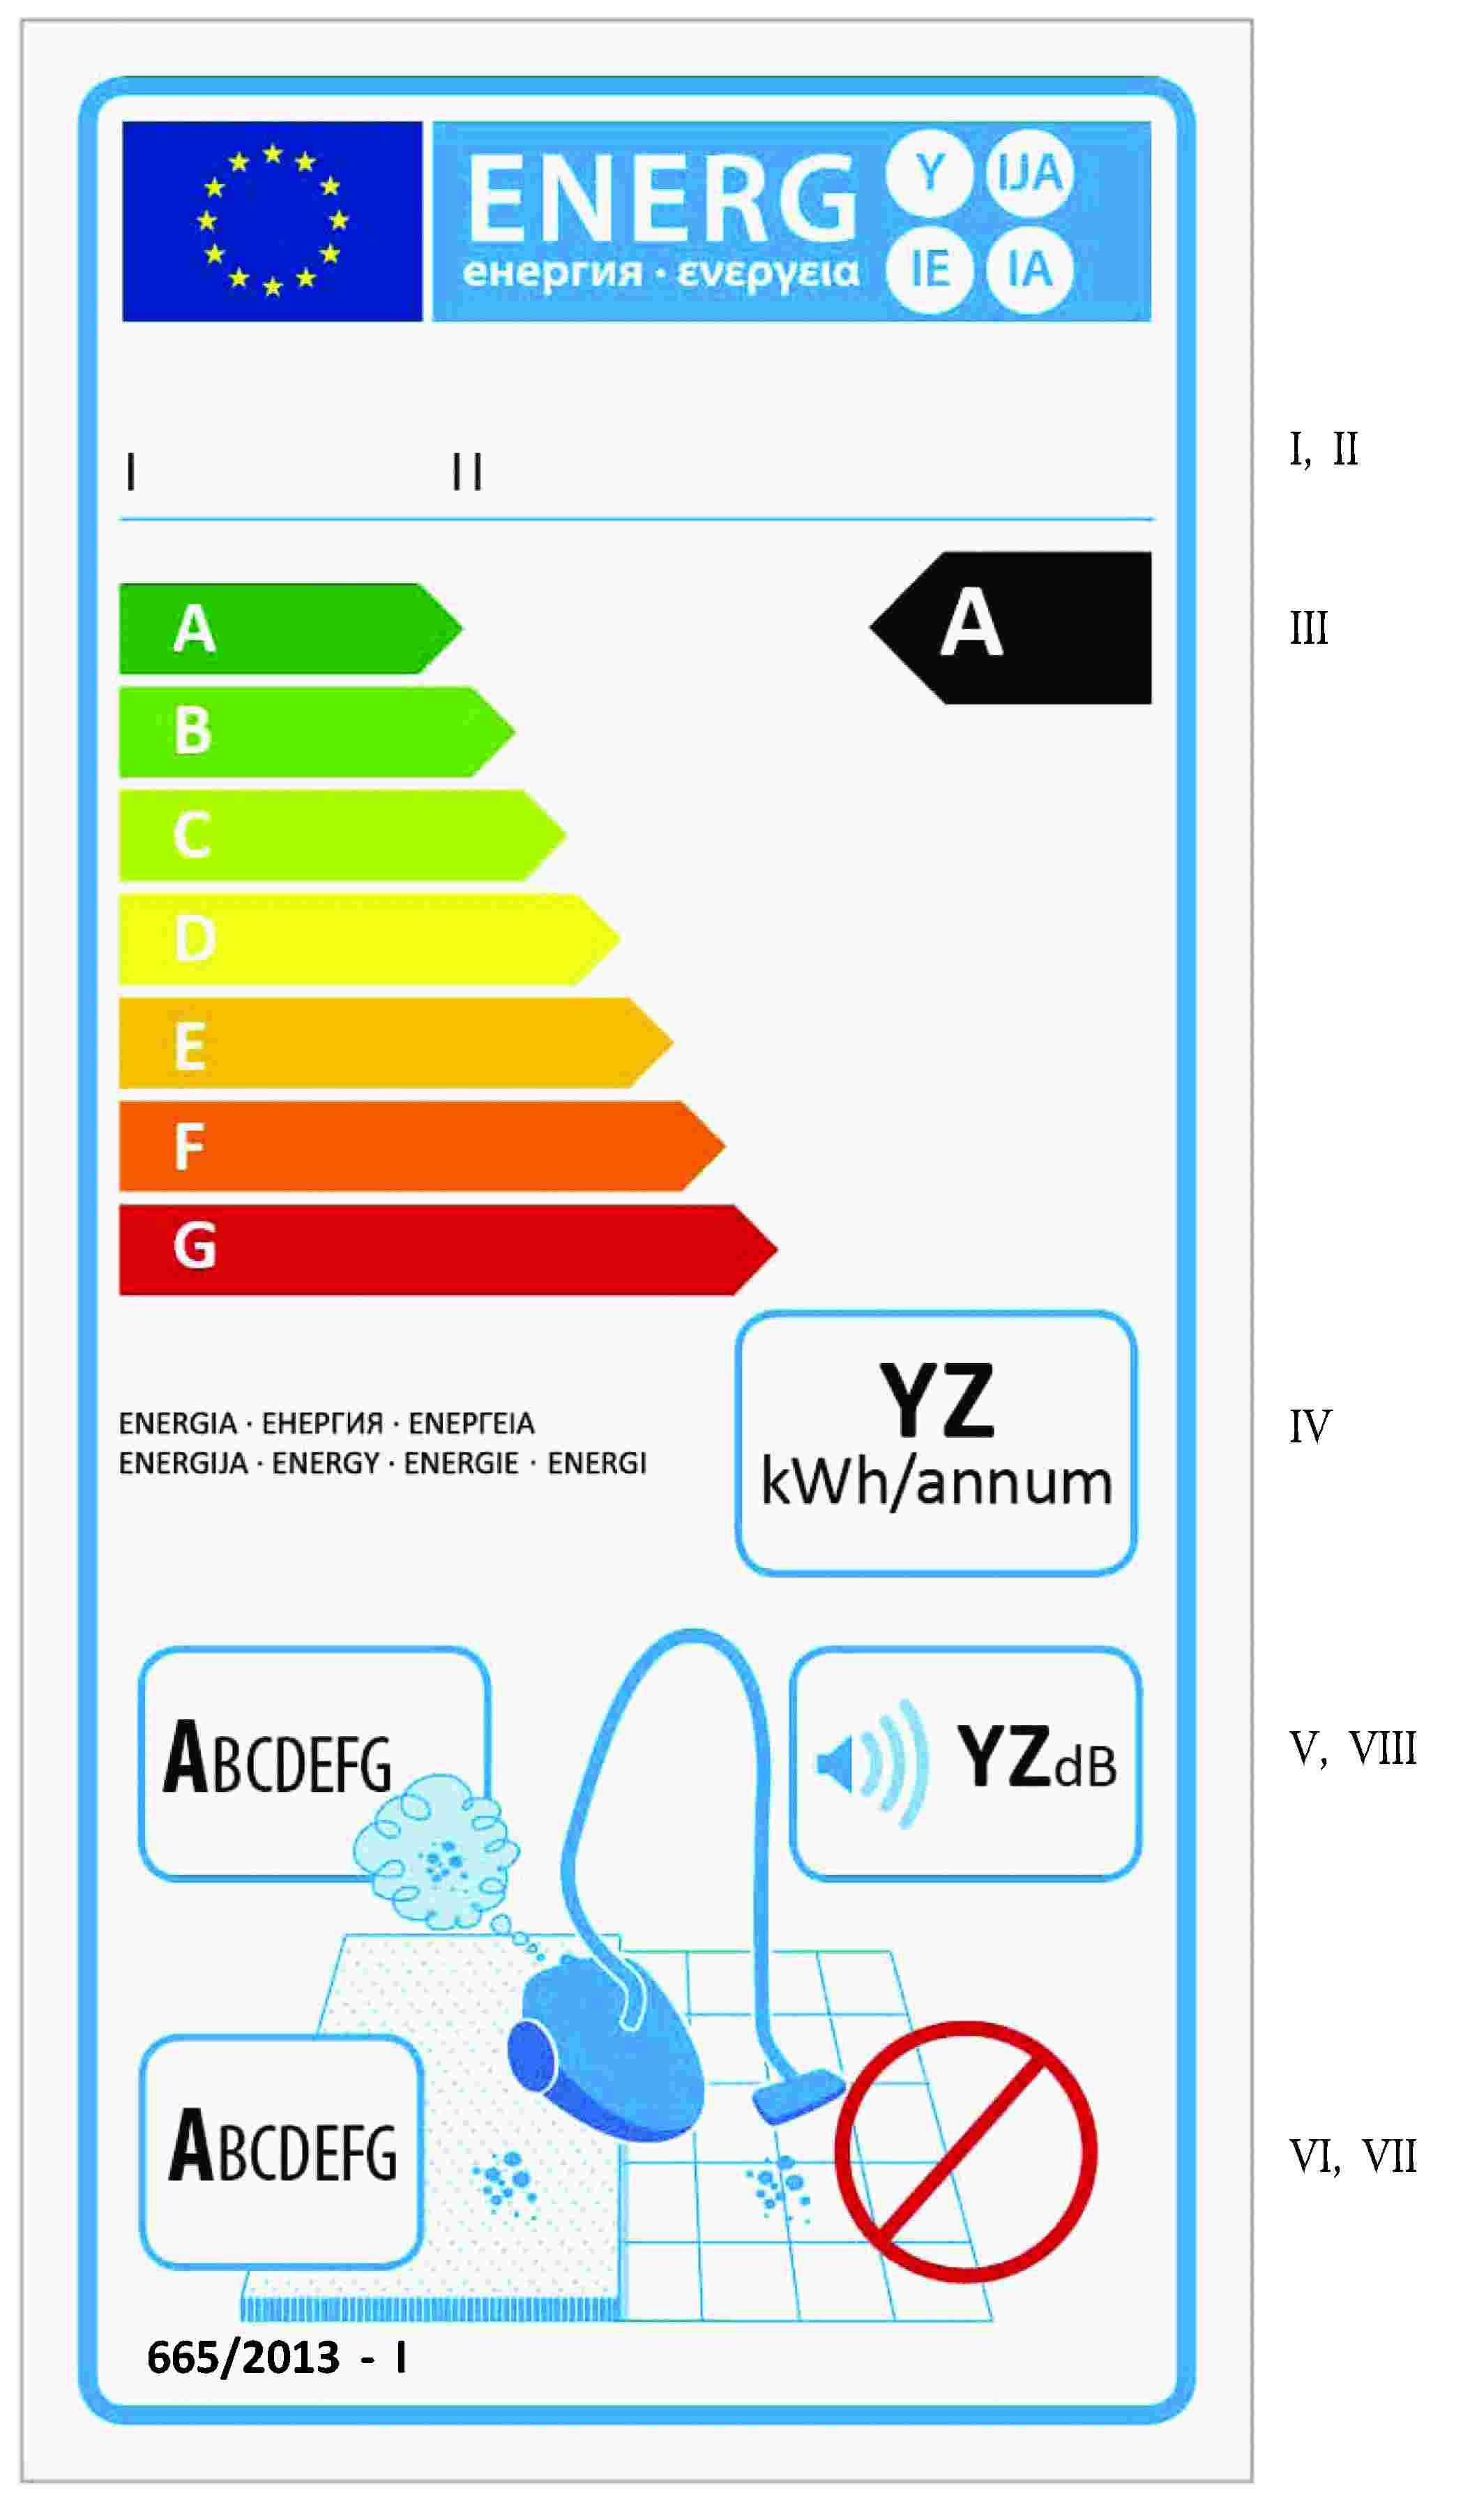 ENERG Y IJA
енергия · ενεργεια IE IA
I II
I, II
A A
III
B
C
D
E
F
G
YZ
kWh/annum
IV
ENERGIA · ЕНЕРГИЯ · ΕΝΕΡΓΕΙΑ
ENERGIJA · ENERGY · ENERGIE · ENERGI
ABCDEFG
YZdB
V, VIII
ABCDEFG
VI, VII
665/2013 - I